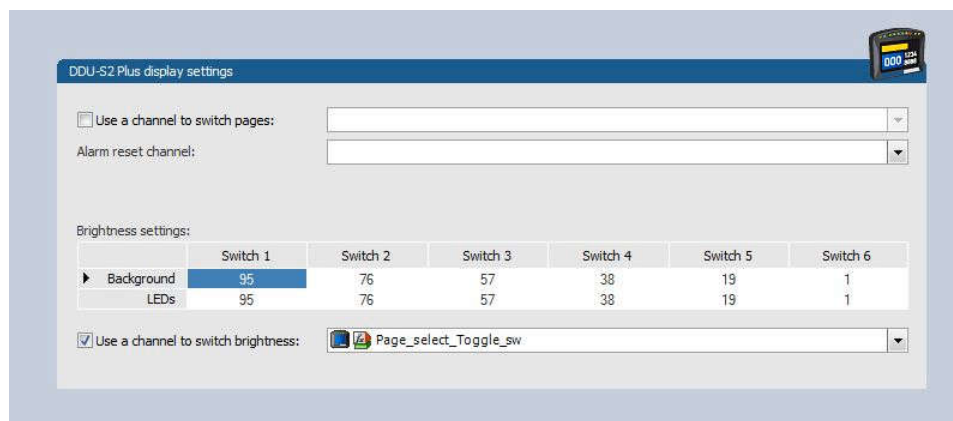 DDU-S2 Plus display settings
000 1234
Use a channel to switch pages:
Alarm reset channel:
Brightness settings:
Switch 1 Switch 2 Switch 3 Switch 4 Switch 5 Switch 6
Background 95 76 57 38 19 1
LEDs 95 76 57 38 19 1
Use a channel to switch brightness: Page_select_Toggle_sw